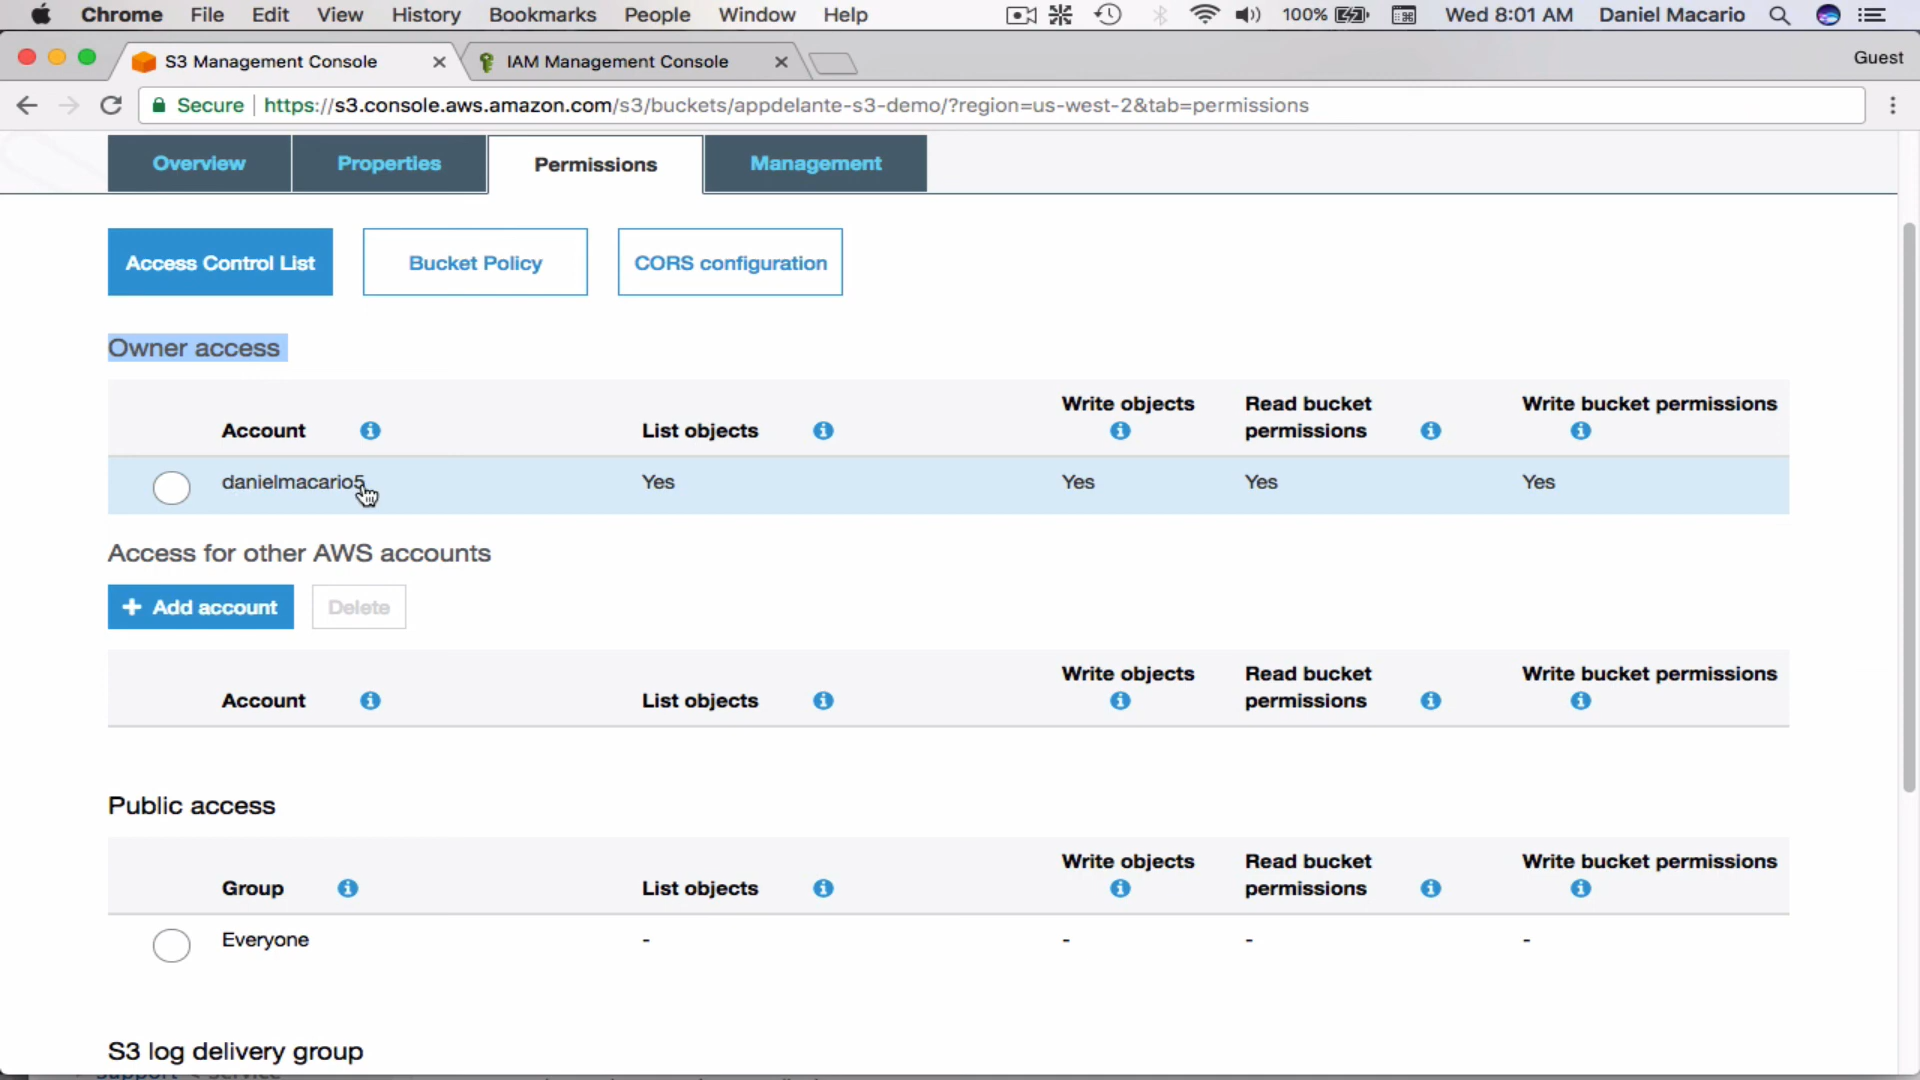 Chrome File Edit View History Bookmarks People Window Help 100% Wed 8:01 AM Daniel Macario
S3 Management Console IAM Management Console Guest
Secure https://s3.console.aws.amazon.com/s3/buckets/appdelante-s3-demo/?region=us-west-2&tab=permissions
Overview Properties Permissions Management
Access Control List Bucket Policy CORS configuration
Owner access
Account List objects Write objects Read bucket permissions Write bucket permissions
danielmacario5 Yes Yes Yes Yes
Access for other AWS accounts
+ Add account Delete
Account List objects Write objects Read bucket permissions Write bucket permissions
Public access
Group List objects Write objects Read bucket permissions Write bucket permissions
Everyone - - - -
S3 log delivery group